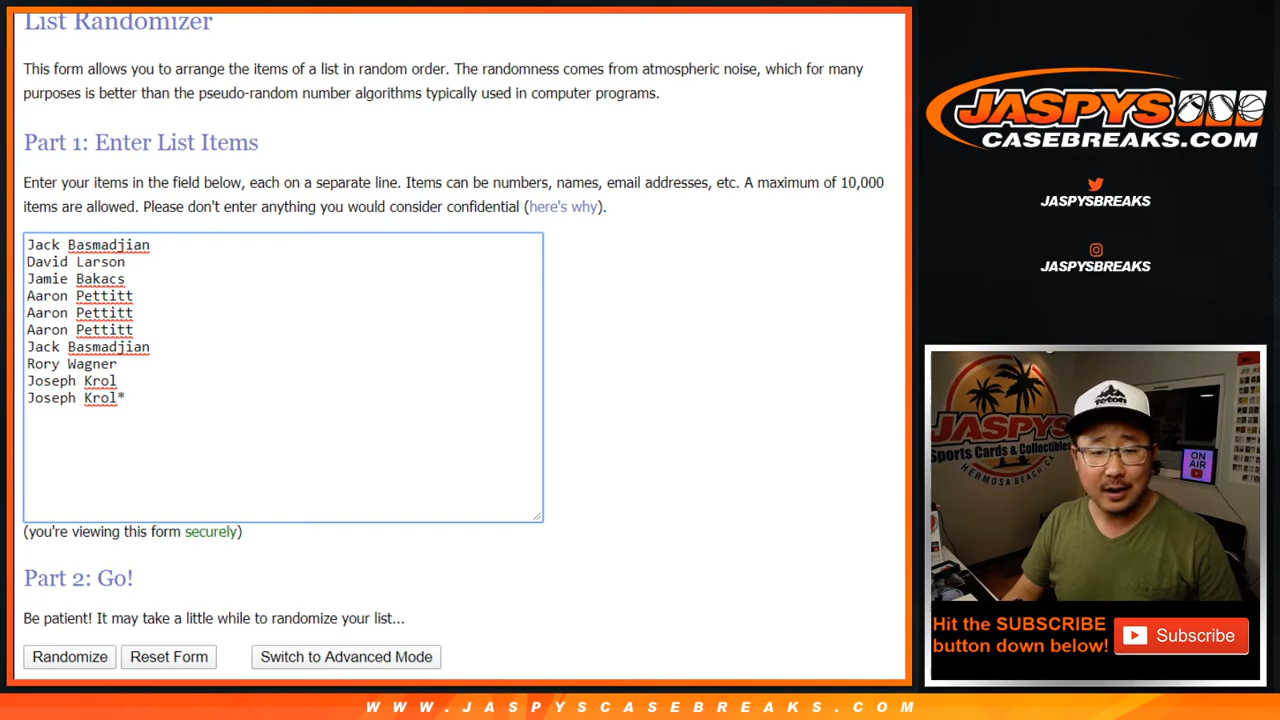 List Randomizer
This form allows you to arrange the items of a list in random order. The randomness comes from atmospheric noise, which for many
purposes is better than the pseudo-random number algorithms typically used in computer programs.
Part 1: Enter List Items
Enter your items in the field below, each on a separate line. Items can be numbers, names, email addresses, etc. A maximum of 10,000
items are allowed. Please don't enter anything you would consider confidential (here's why).
Jack Basmadjian
David Larson
Jamie Bakacs
Aaron Pettitt
Aaron Pettitt
Aaron Pettitt
Jack Basmadjian
Rory Wagner
Joseph Krol
Joseph Krol*
(you're viewing this form securely)
Part 2: Go!
Be patient! It may take a little while to randomize your list...
Randomize
Reset Form
Switch to Advanced Mode
JASPYS
CASEBREAKS.COM
JASPYSBREAKS
JASPYSBREAKS
JASPYS
Sports Cards & Collectibles
HERMOSA BEACH, CA
Teton
ON
AIR
Hit the SUBSCRIBE
button down below!
Subscribe
WWW.JASPYSCASEBREAKS.COM